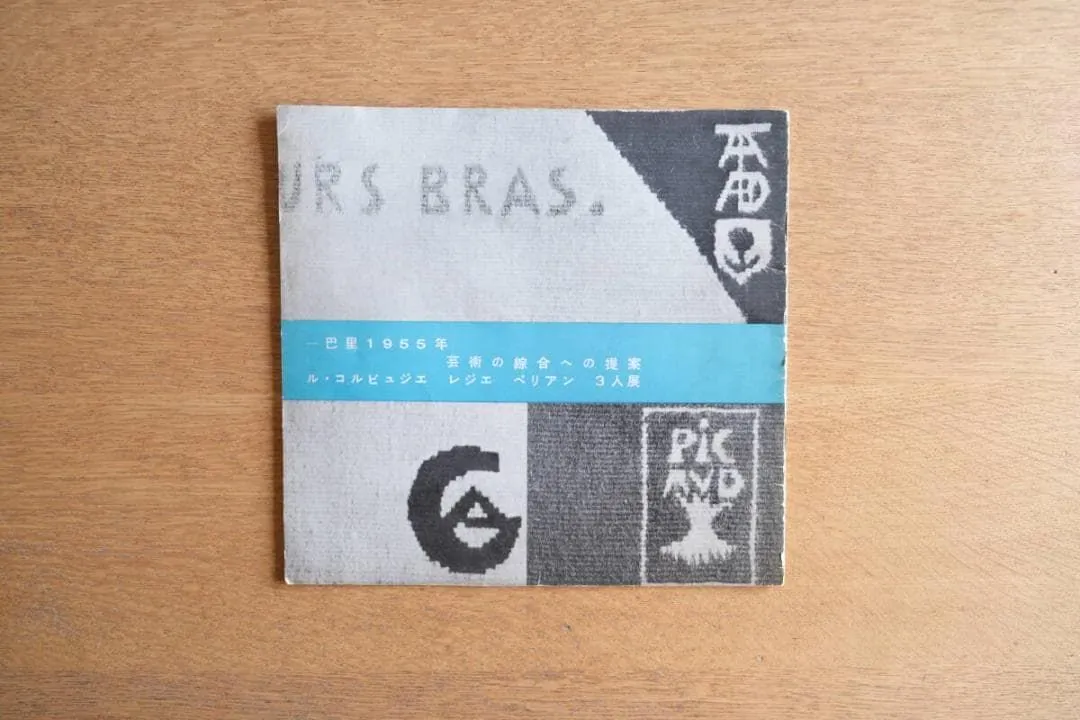 URS BRAS.
—巴里1955年
芸術の綜合への提案
ル・コルビュジエ レジエ ペリアン 3人展
PiC
AVD